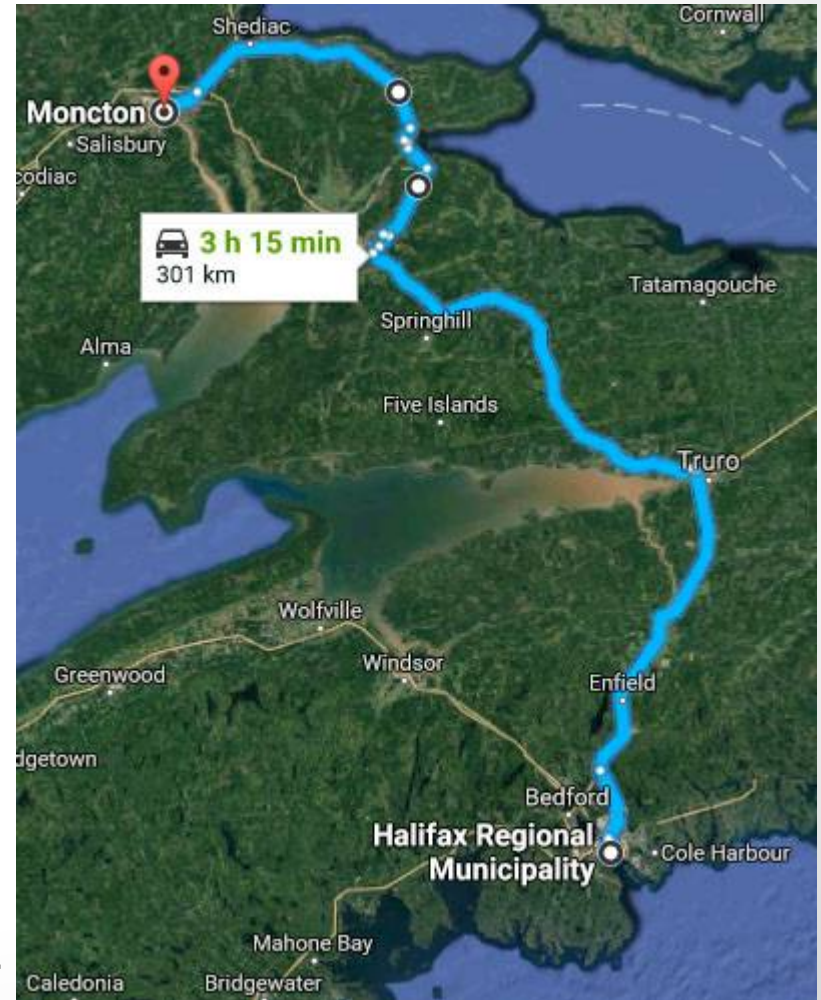 Cornwall
Shediac
Moncton
Salisbury
codiac
3 h 15 min
301 km
Tatamagouche
Springhill
Alma
Five Islands
Truro
Wolfville
Windsor
Greenwood
Enfield
dgetown
Bedford
Halifax Regional
Municipality
Cole Harbour
Mahone Bay
Caledonia
Bridgewater